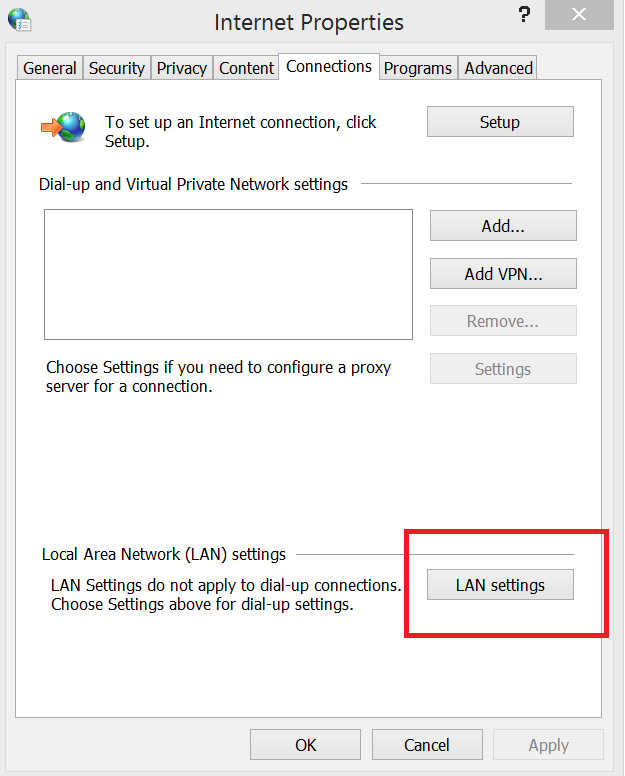 Internet Properties
?
General Security Privacy Content Connections Programs Advanced
To set up an Internet connection, click
Setup.
Setup
Dial-up and Virtual Private Network settings
Add...
Add VPN...
Remove...
Choose Settings if you need to configure a proxy
server for a connection.
Settings
Local Area Network (LAN) settings
LAN Settings do not apply to dial-up connections.
Choose Settings above for dial-up settings.
LAN settings
OK Cancel Apply